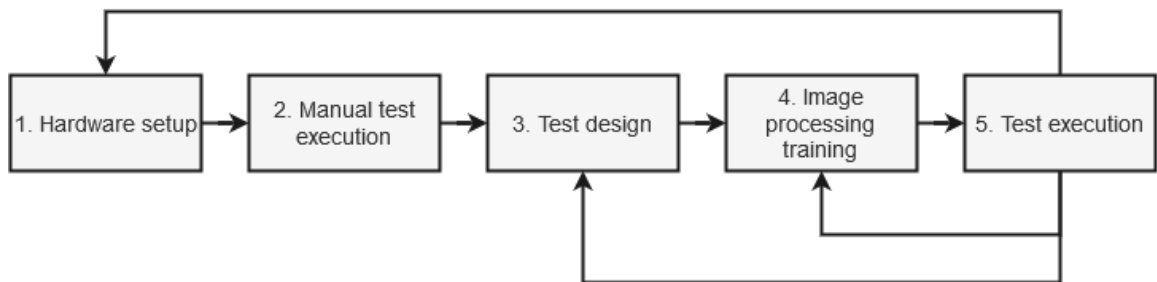 1. Hardware setup
2. Manual test
execution
3. Test design
4. Image
processing
training
5. Test execution